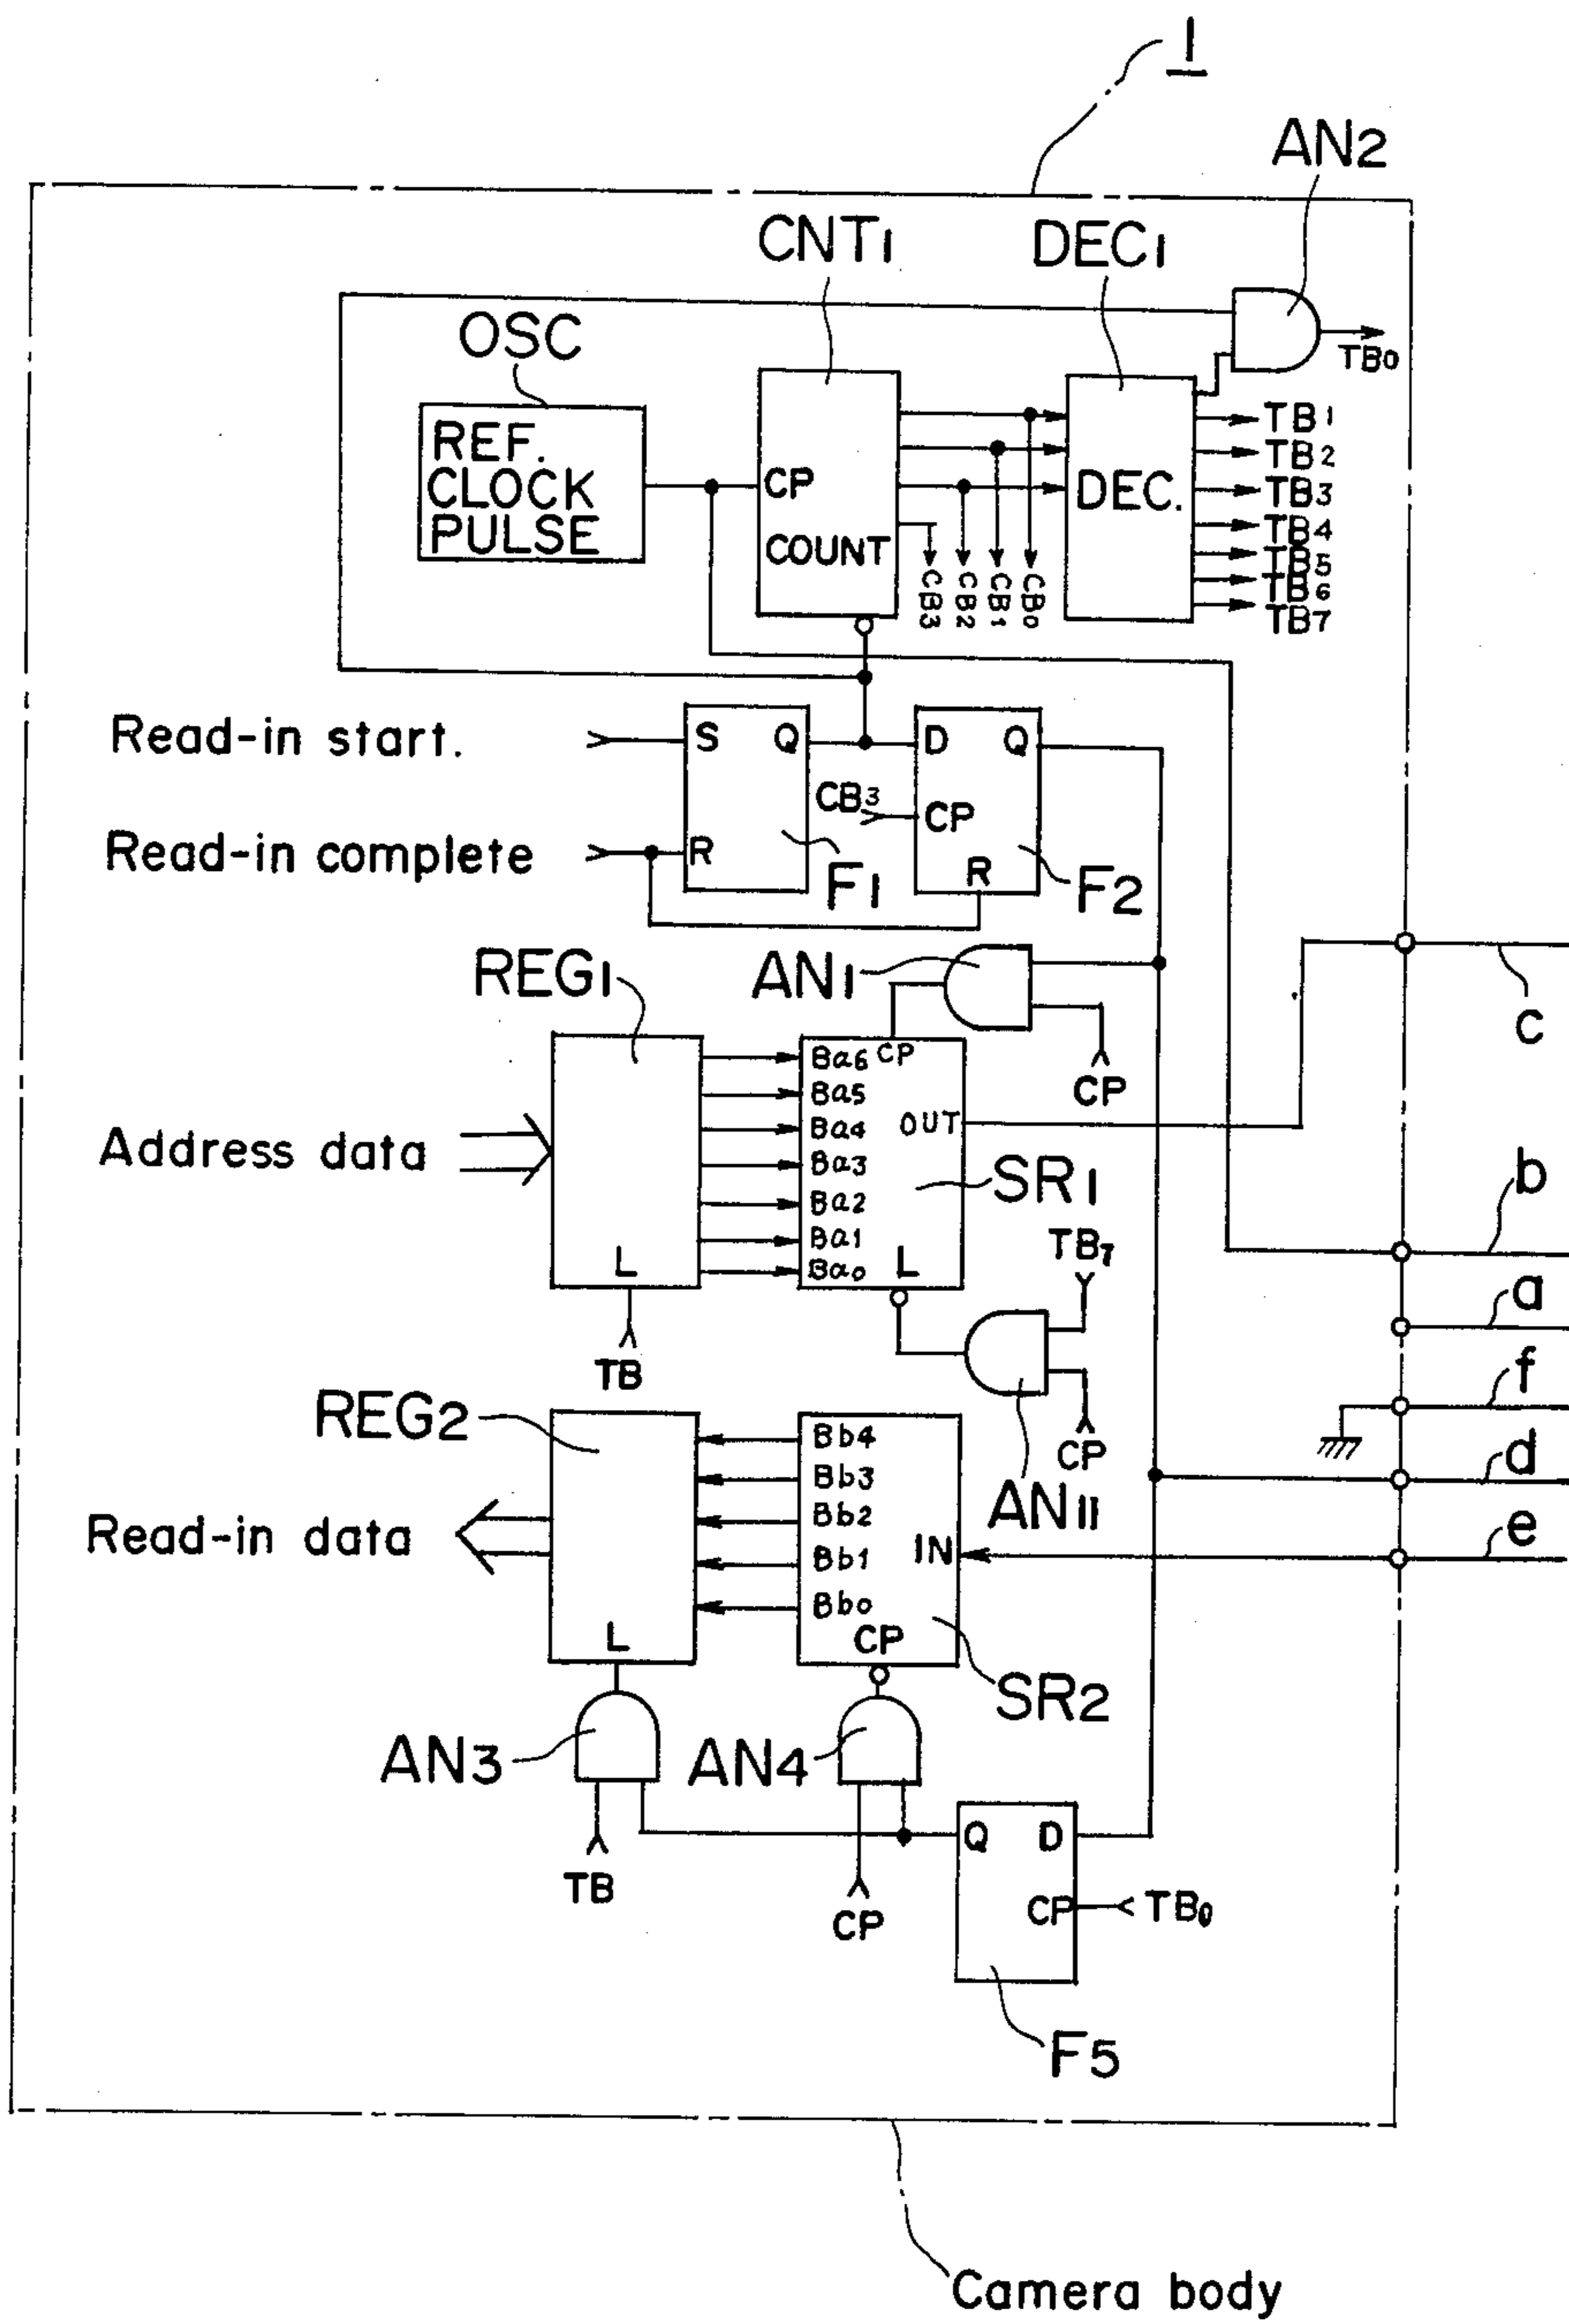 1
AN2
CNT1
DEC1
OSC
TB0
REF.
CLOCK
PULSE
CP
COUNT
DEC.
TB1
TB2
TB3
TB4
TB5
TB6
TB7
CB3
CB2
CB1
CB0
Read-in start.
S
Q
D
Q
CB3
CP
Read-in complete
R
F1
R
F2
REG1
AN1
c
Ba6
CP
CP
Ba5
Ba4
OUT
Address data
Ba3
SR1
b
Ba2
Ba1
TB7
L
Ba0
L
a
TB
f
REG2
Bb4
CP
d
Bb3
AN11
Read-in data
Bb2
e
Bb1
IN
Bb0
L
CP
SR2
AN3
AN4
Q
D
TB
CP
TB0
CP
F5
Camera body